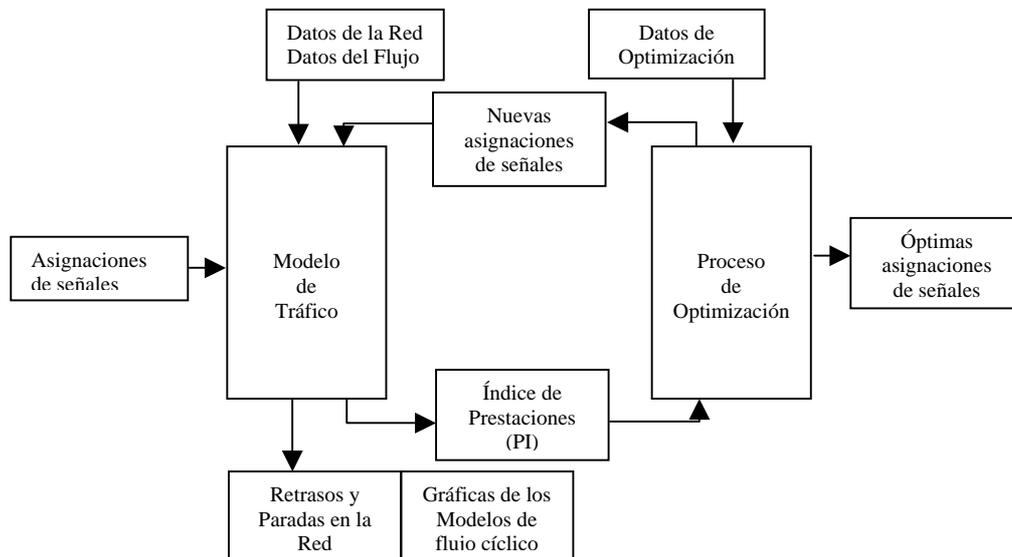 Datos de la Red
Datos del Flujo
Datos de
Optimización
Nuevas
asignaciones
de señales
Asignaciones
de señales
Modelo
de
Tráfico
Proceso
de
Optimización
Óptimas
asignaciones
de señales
Índice de
Prestaciones
(PI)
Retrasos y
Paradas en la
Red
Gráficas de los
Modelos de
flujo cíclico